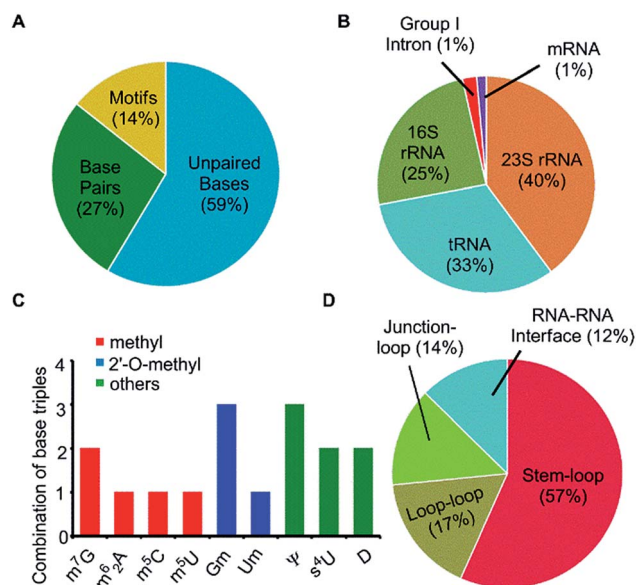 A
Motifs
(14%)
Base
Pairs
(27%)
Unpaired
Bases
(59%)
B
Group I
Intron (1%)
mRNA
(1%)
16S
rRNA
(25%)
23S rRNA
(40%)
tRNA
(33%)
C
methyl
2'-O-methyl
others
Combination of base triples
4
3
2
1
0
m⁷G
m⁶₂A
m⁵C
m⁵U
Gm
Um
Ψ
s⁴U
D
D
RNA-RNA
Interface (12%)
Junction-
loop (14%)
Stem-loop
(57%)
Loop-loop
(17%)